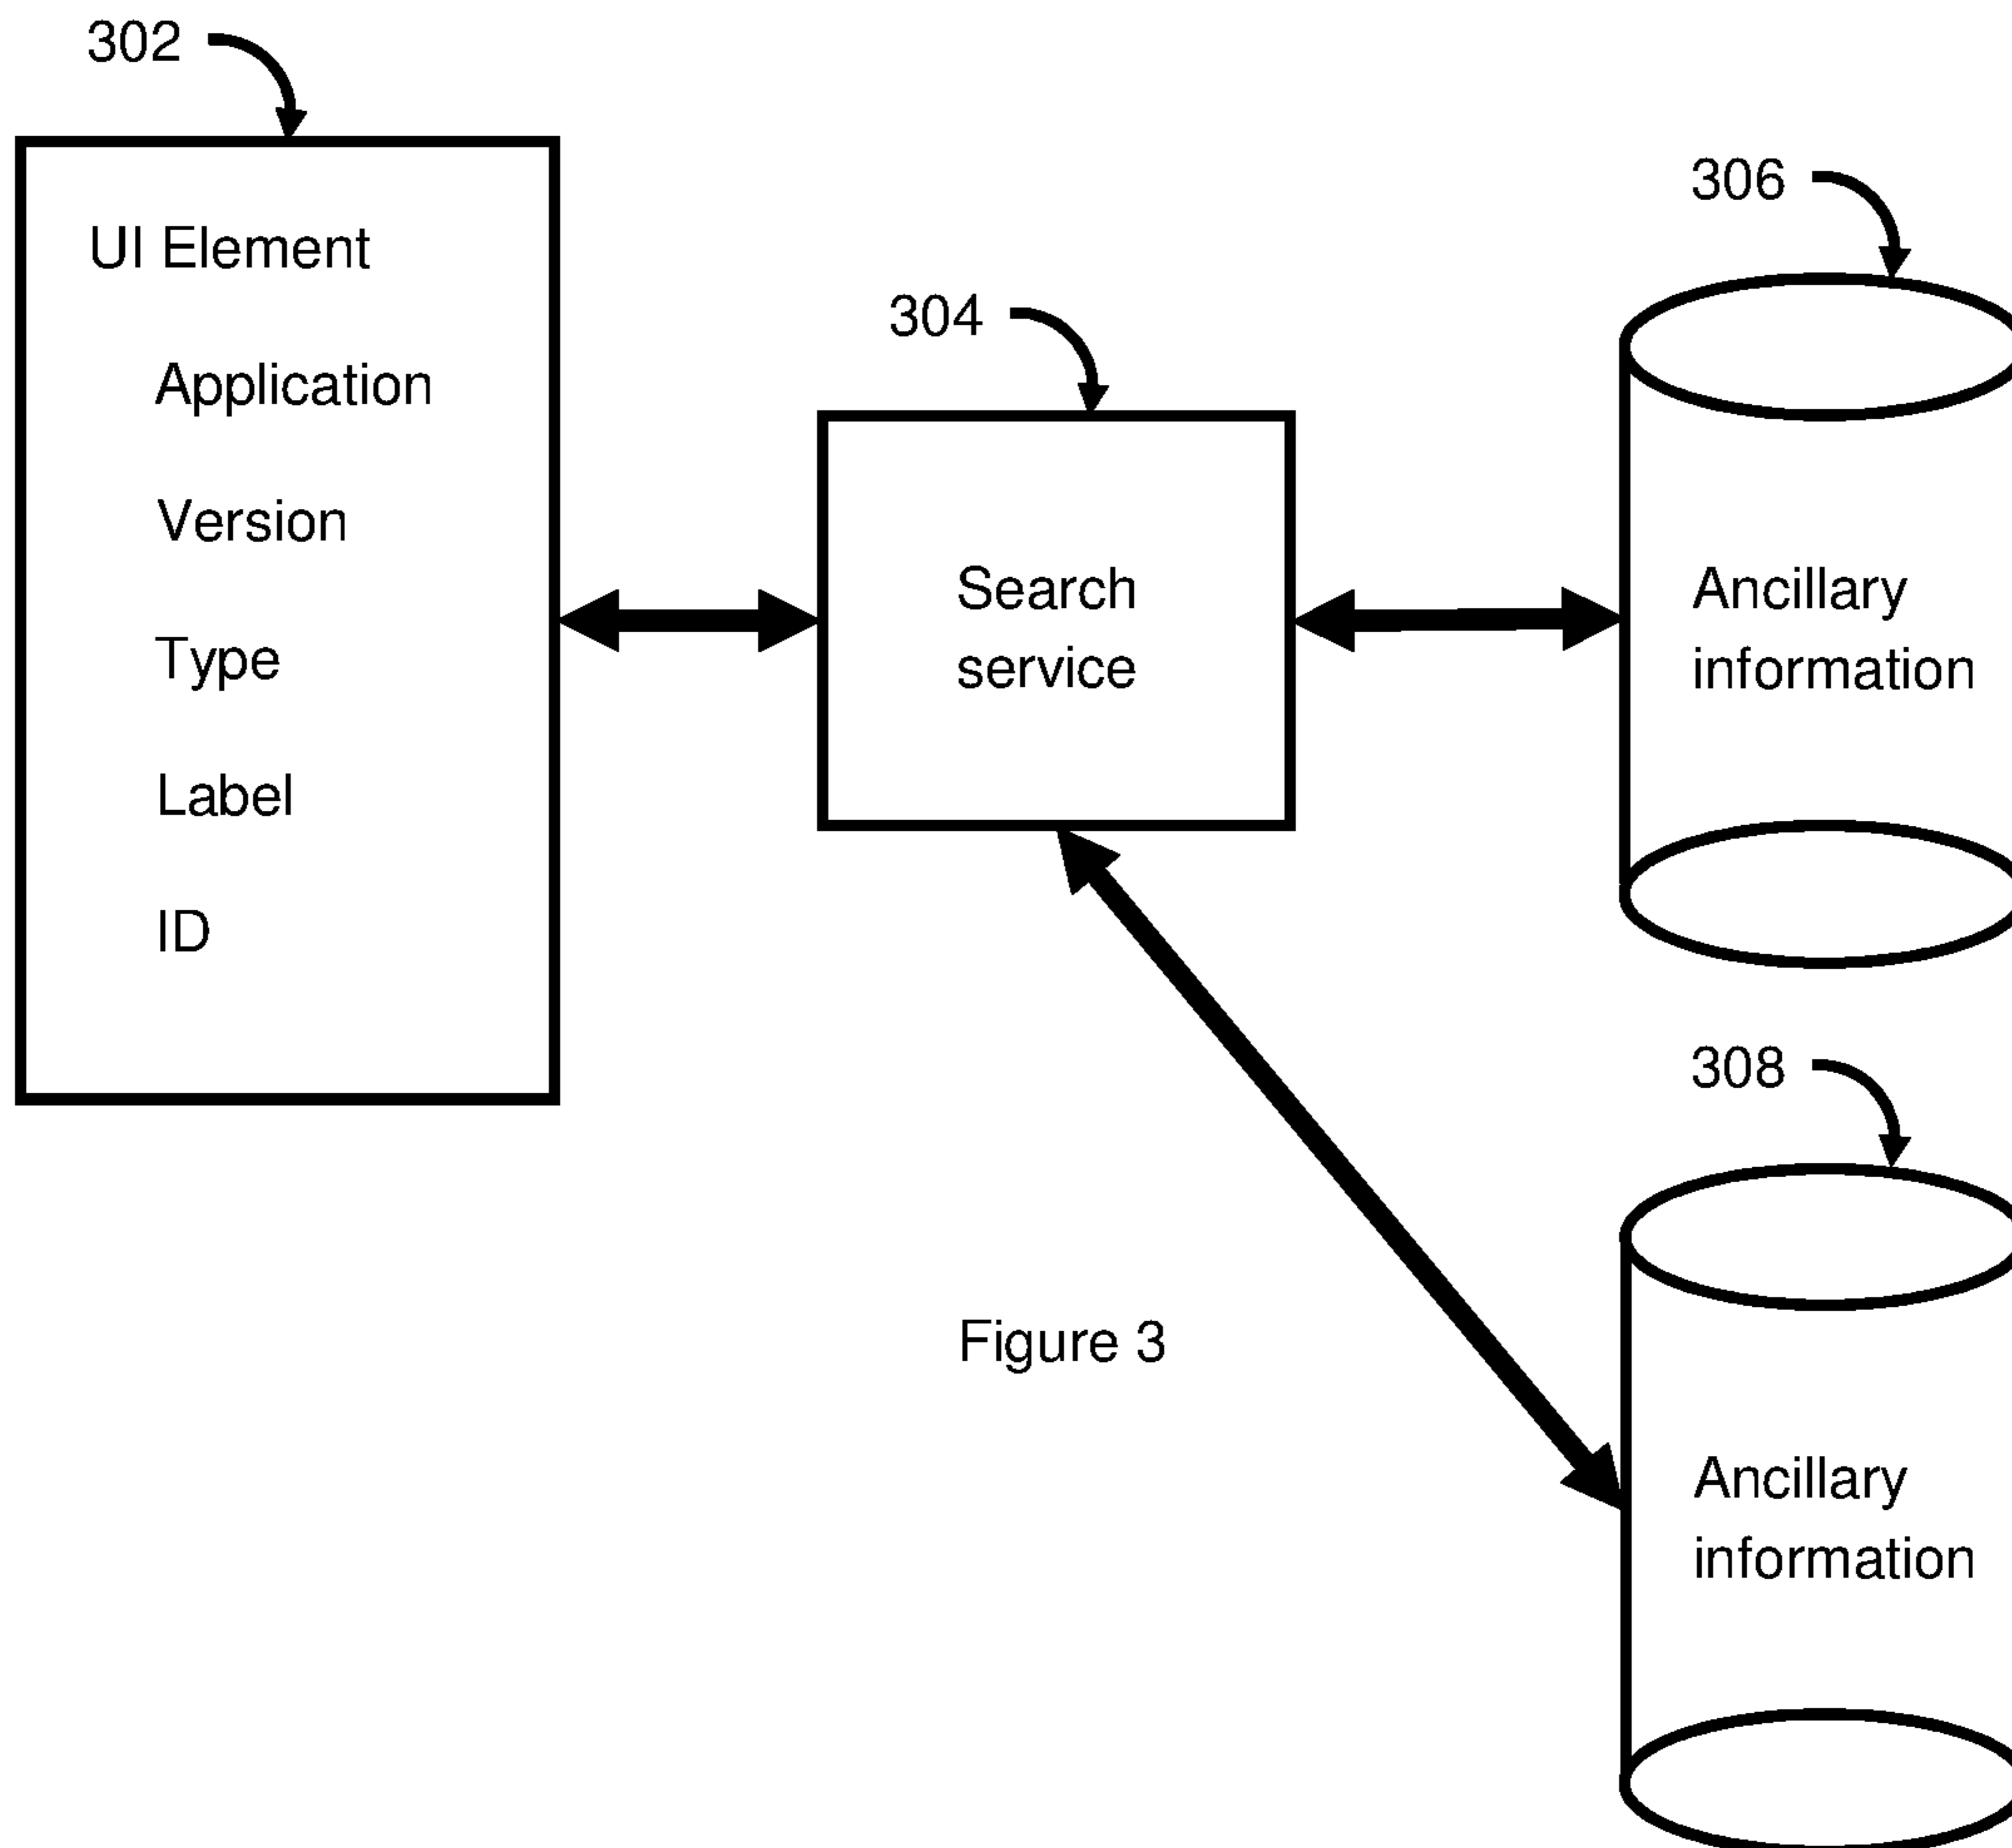 302
UI Element
Application
Version
Type
Label
ID
304
Search
service
306
Ancillary
information
308
Ancillary
information
Figure 3